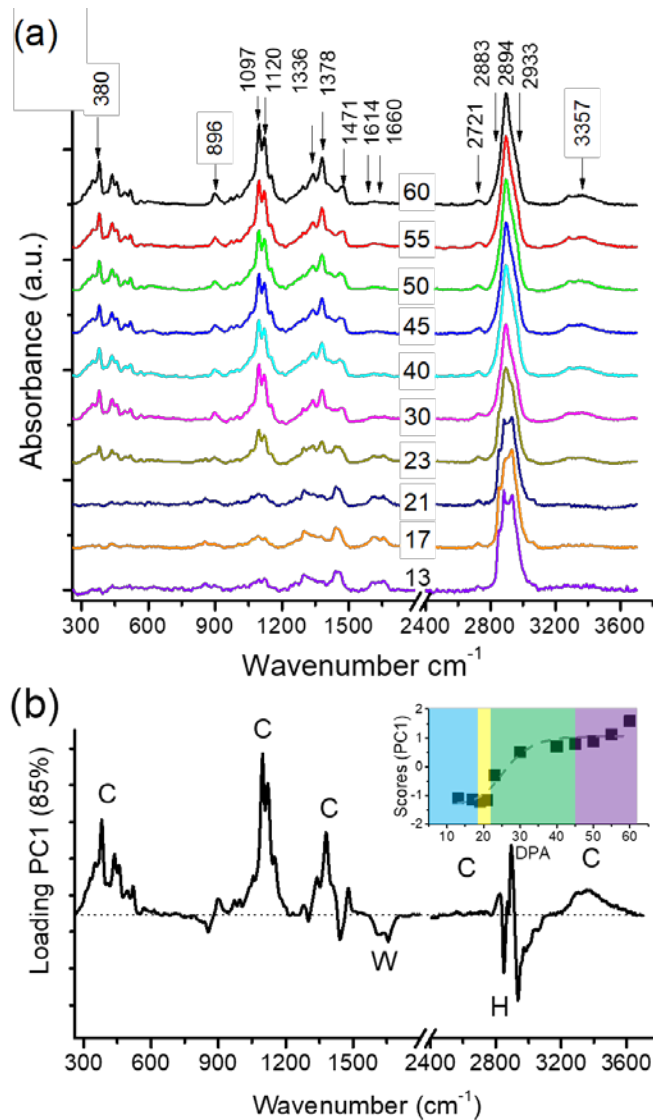 (a)
380
896
1097
1120
1336
1378
1471
1614
1660
2721
2883
2894
2933
3357
60
55
50
45
40
30
23
21
17
13
Absorbance (a.u.)
300 600 900 1200 1500 2400 2800 3200 3600
Wavenumber cm-1
(b)
C
C
C
W
C
H
C
Scores (PC1)
2
1
0
-1
-2
10 20 30 40 50 60
DPA
Loading PC1 (85%)
300 600 900 1200 1500 2400 2800 3200 3600
Wavenumber (cm-1)